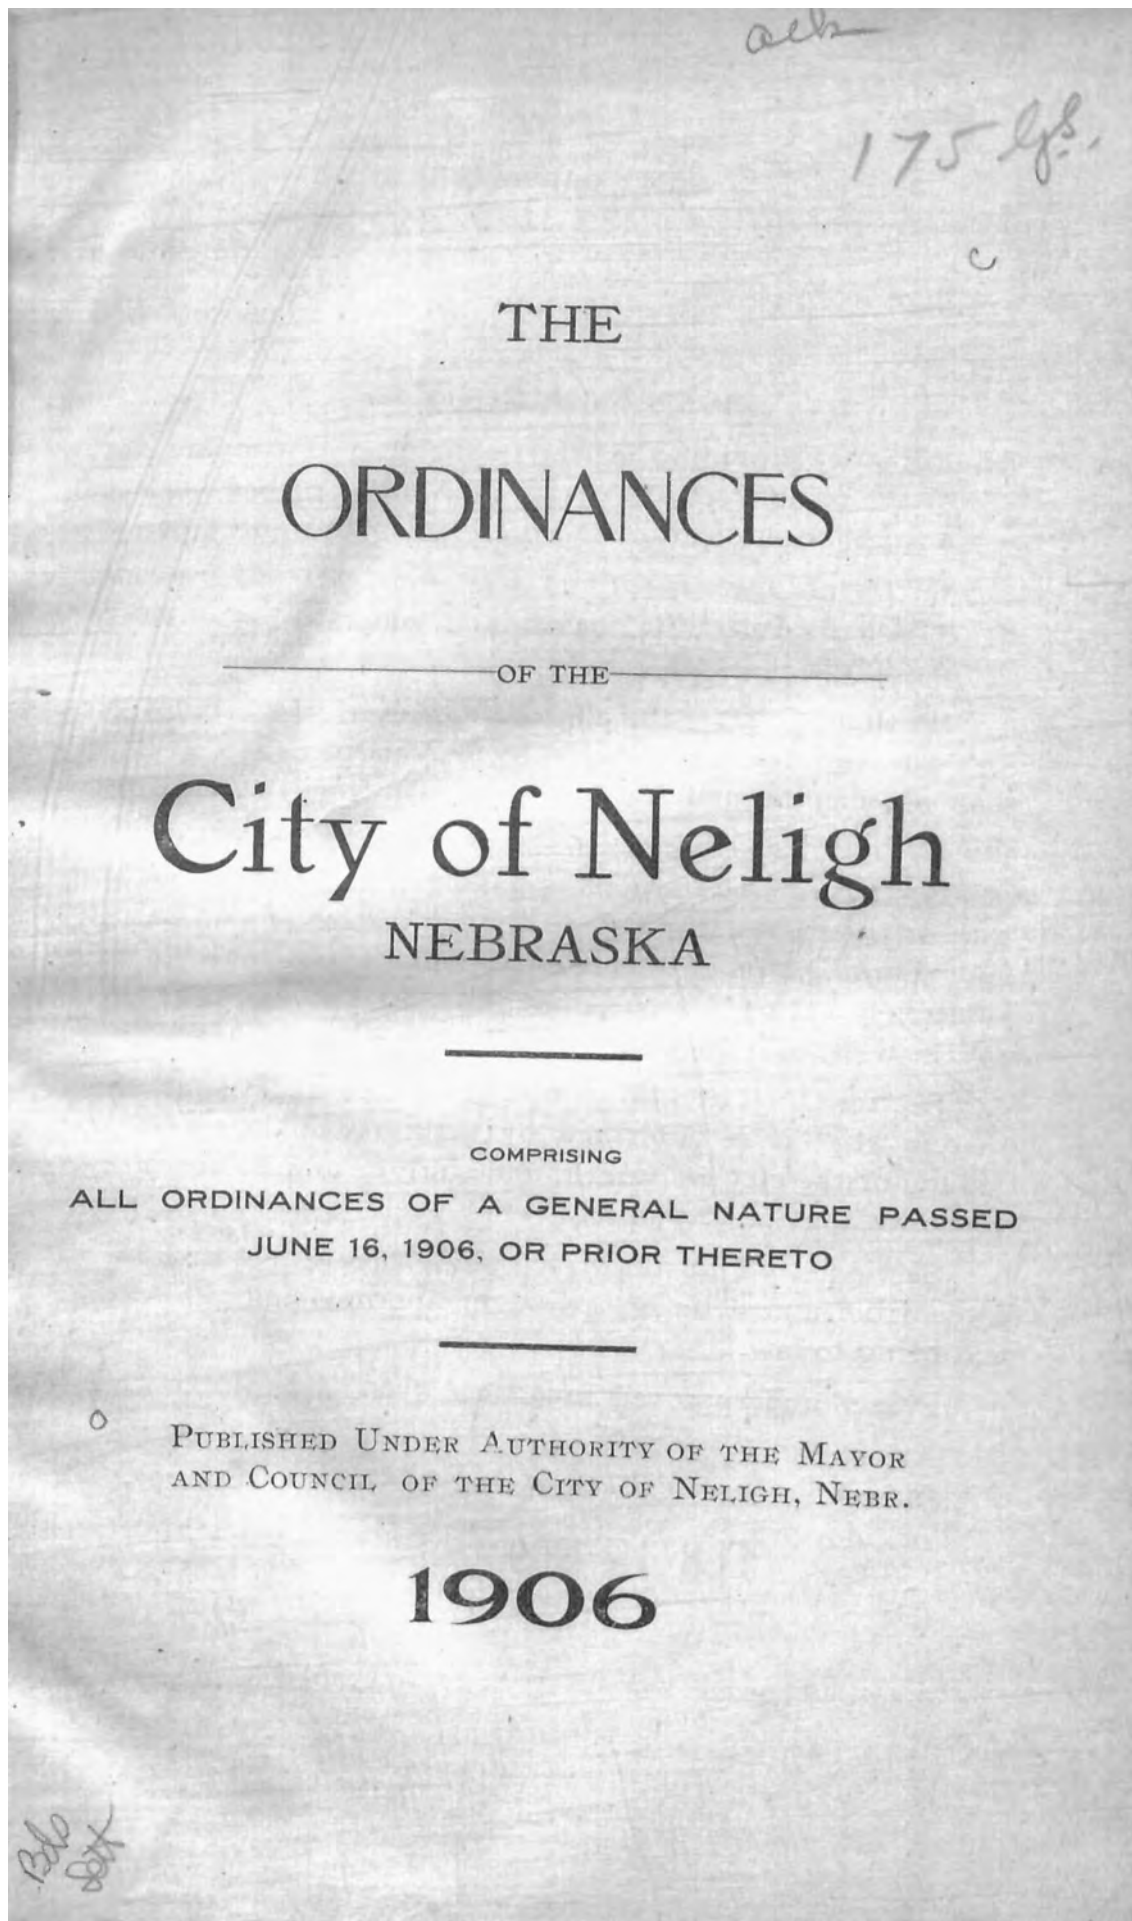 175
THE
ORDINANCES
OF THE
City of Neligh
NEBRASKA
COMPRISING
ALL ORDINANCES OF A GENERAL NATURE PASSED
JUNE 16, 1906, OR PRIOR THERETO
PUBLISHED UNDER AUTHORITY OF THE MAYOR
AND COUNCIL OF THE CITY OF NELIGH, NEBR.
1906